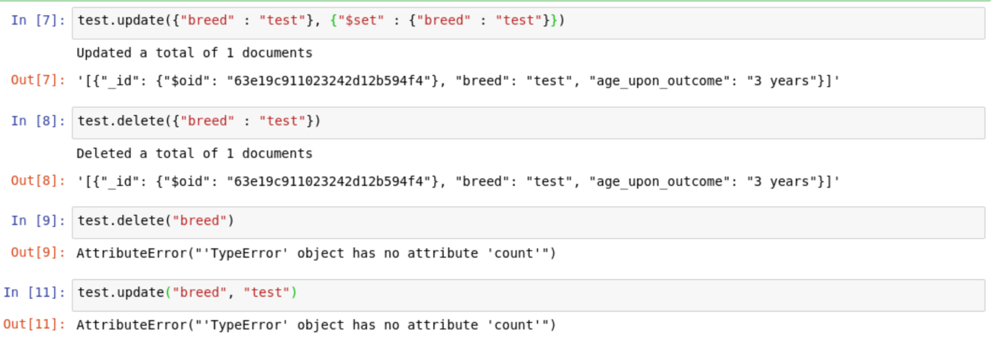 In [7]: test.update({"breed" : "test"}, {"$set" : {"breed" : "test"}})
Updated a total of 1 documents
Out[7]: '[{"_id": {"$oid": "63e19c911023242d12b594f4"}, "breed": "test", "age_upon_outcome": "3 years"}]'
In [8]: test.delete({"breed" : "test"})
Deleted a total of 1 documents
Out[8]: '[{"_id": {"$oid": "63e19c911023242d12b594f4"}, "breed": "test", "age_upon_outcome": "3 years"}]'
In [9]: test.delete("breed")
Out[9]: AttributeError("'TypeError' object has no attribute 'count'")
In [11]: test.update("breed", "test")
Out[11]: AttributeError("'TypeError' object has no attribute 'count'")